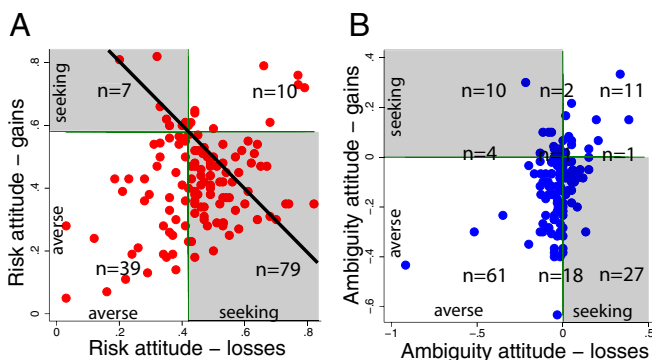 A
Risk attitude – gains
seeking
averse
.8
.6
.4
.2
0
n=7
n=10
n=39
n=79
averse
seeking
0
.2
.4
.6
.8
Risk attitude – losses
B
Ambiguity attitude – gains
seeking
averse
.4
.2
0
-.2
-.4
-.6
n=10
n=2
n=11
n=4
n=1
n=1
n=61
n=18
n=27
averse
seeking
−1
-.5
0
.5
Ambiguity attitude – losses